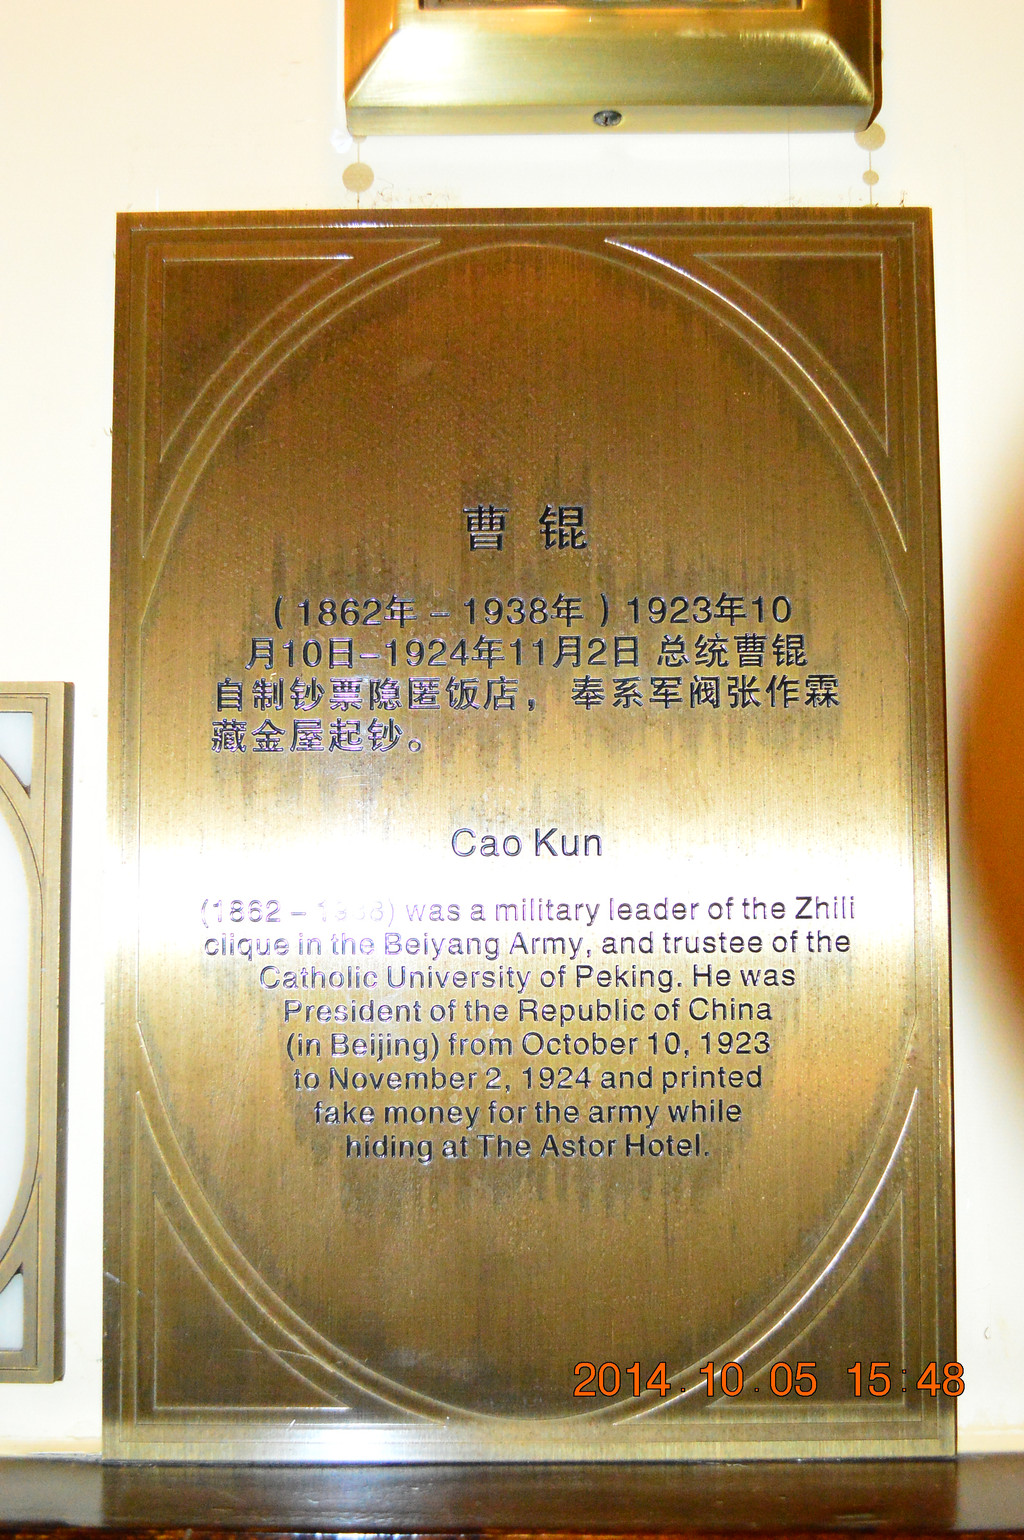 曹 锟
（1862年 – 1938年）1923年10
月10日–1924年11月2日 总统曹锟
自制钞票隐匿饭店， 奉系军阀张作霖
藏金屋起钞。
Cao Kun
(1862 – 1938) was a military leader of the Zhili
clique in the Beiyang Army, and trustee of the
Catholic University of Peking. He was
President of the Republic of China
(in Beijing) from October 10, 1923
to November 2, 1924 and printed
fake money for the army while
hiding at The Astor Hotel.
2014.10.05 15:48